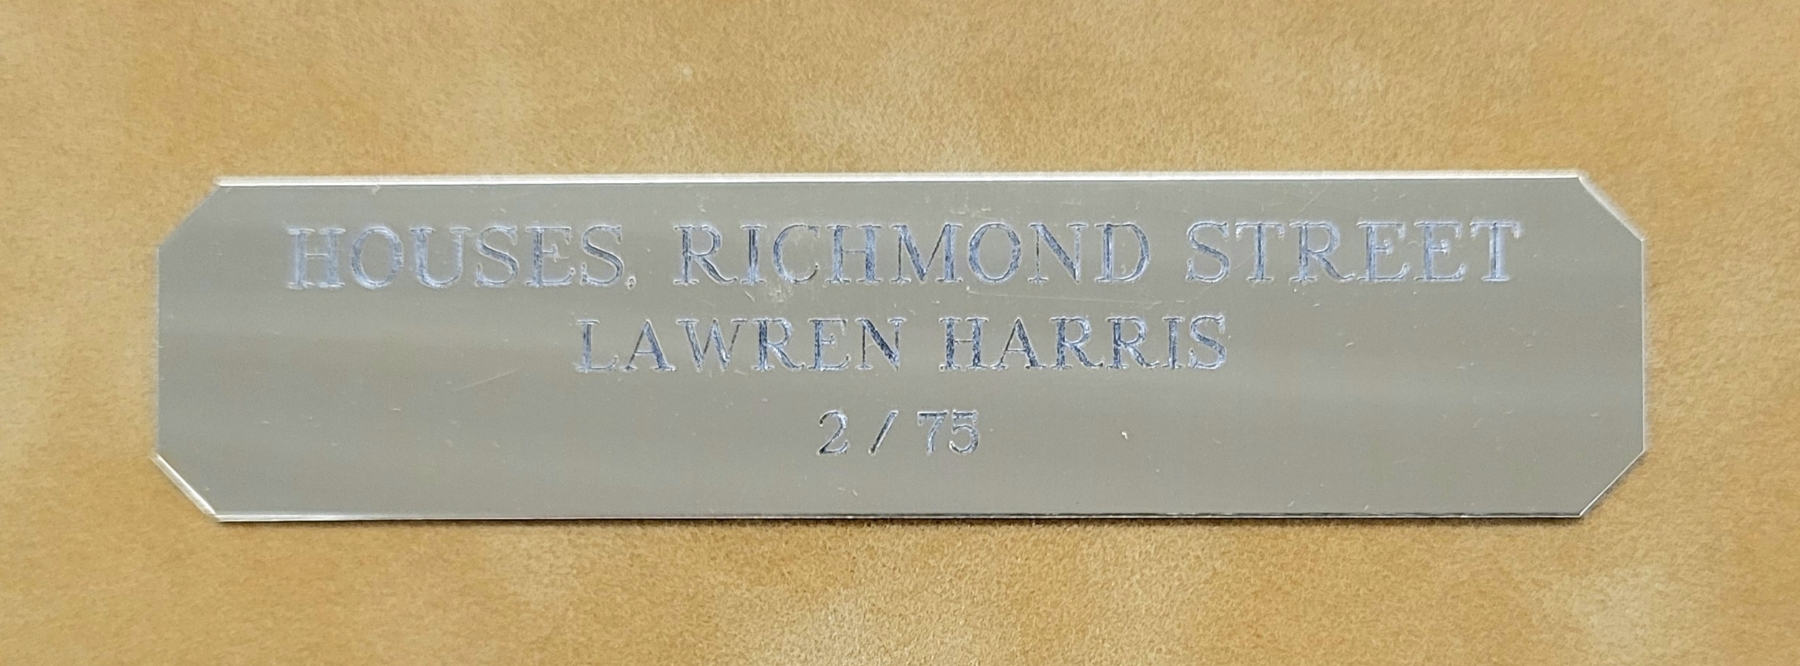 HOUSES, RICHMOND STREET
LAWREN HARRIS
2 / 75